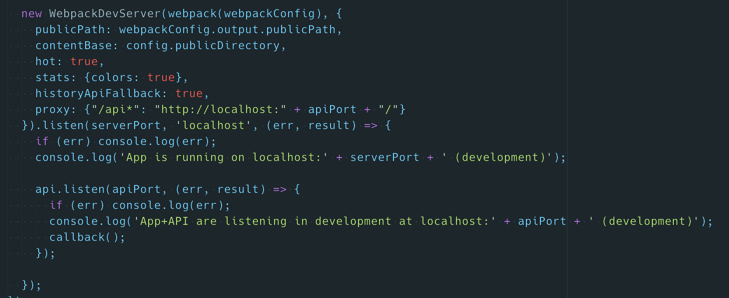 new WebpackDevServer(webpack(webpackConfig), {
publicPath: webpackConfig.output.publicPath,
contentBase: config.publicDirectory,
hot: true,
stats: {colors: true},
historyApiFallback: true,
proxy: {"/api*": "http://localhost:" + apiPort + "/"}
}).listen(serverPort, 'localhost', (err, result) => {
if (err) console.log(err);
console.log('App is running on localhost:' + serverPort + ' (development)');
api.listen(apiPort, (err, result) => {
if (err) console.log(err);
console.log('App+API are listening in development at localhost:' + apiPort + ' (development)');
callback();
});
});